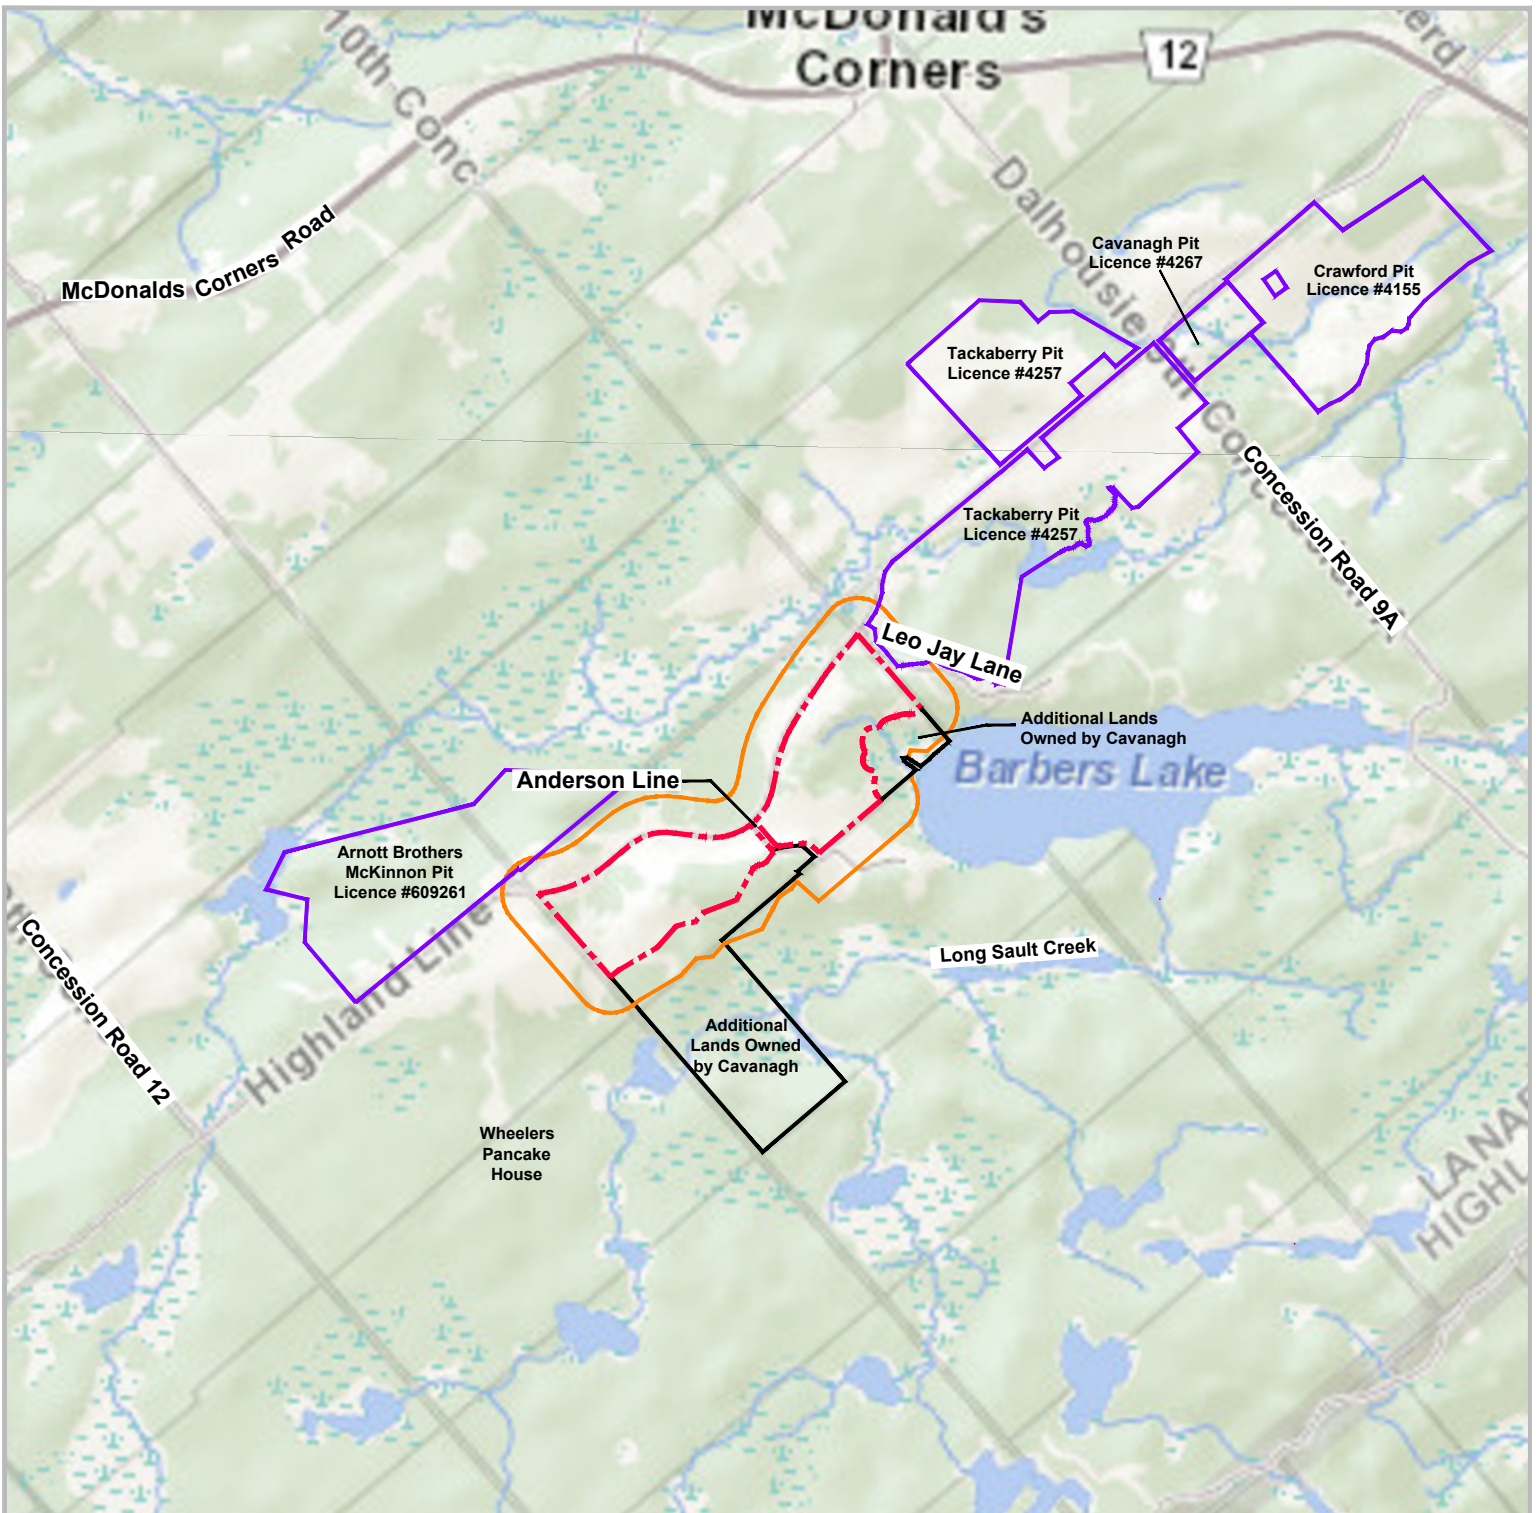 McDonald's
Corners
12
10th Conc
McDonalds Corners Road
Cavanagh Pit
Licence #4267
Crawford Pit
Licence #4155
Tackaberry Pit
Licence #4257
Tackaberry Pit
Licence #4257
Concession Road 9A
Leo Jay Lane
Additional Lands
Owned by Cavanagh
Barbers Lake
Anderson Line
Arnott Brothers
McKinnon Pit
Licence #609261
Highland Line
Concession Road 12
Long Sault Creek
Additional
Lands Owned
by Cavanagh
Wheelers
Pancake
House